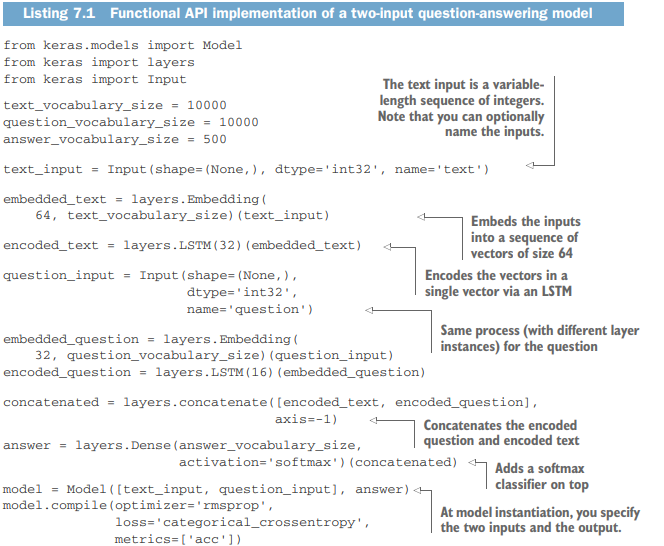 Listing 7.1 Functional API implementation of a two-input question-answering model
from keras.models import Model
from keras import layers
from keras import Input
The text input is a variable-
length sequence of integers.
Note that you can optionally
name the inputs.
text_vocabulary_size = 10000
question_vocabulary_size = 10000
answer_vocabulary_size = 500
text_input = Input(shape=(None,), dtype='int32', name='text')
embedded_text = layers.Embedding(
64, text_vocabulary_size)(text_input)
Embeds the inputs
into a sequence of
vectors of size 64
encoded_text = layers.LSTM(32)(embedded_text)
Encodes the vectors in a
single vector via an LSTM
question_input = Input(shape=(None,),
dtype='int32',
name='question')
Same process (with different layer
instances) for the question
embedded_question = layers.Embedding(
32, question_vocabulary_size)(question_input)
encoded_question = layers.LSTM(16)(embedded_question)
concatenated = layers.concatenate([encoded_text, encoded_question],
axis=-1)
Concatenates the encoded
question and encoded text
answer = layers.Dense(answer_vocabulary_size,
activation='softmax')(concatenated)
Adds a softmax
classifier on top
model = Model([text_input, question_input], answer)
model.compile(optimizer='rmsprop',
loss='categorical_crossentropy',
metrics=['acc'])
At model instantiation, you specify
the two inputs and the output.